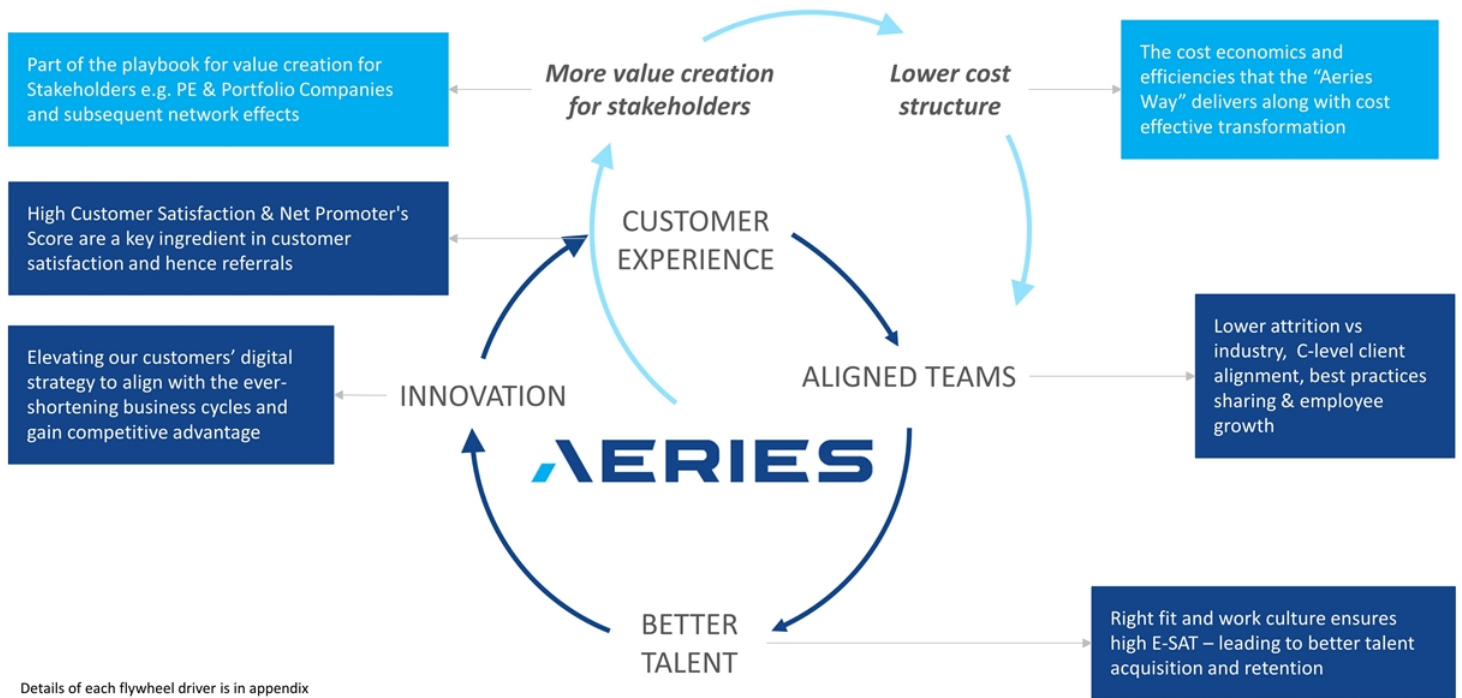 Part of the playbook for value creation for
Stakeholders e.g. PE & Portfolio Companies
and subsequent network effects
More value creation
for stakeholders
Lower cost
structure
The cost economics and
efficiencies that the “Aeries
Way” delivers along with cost
effective transformation
High Customer Satisfaction & Net Promoter's
Score are a key ingredient in customer
satisfaction and hence referrals
CUSTOMER
EXPERIENCE
Elevating our customers’ digital
strategy to align with the ever-
shortening business cycles and
gain competitive advantage
INNOVATION
ALIGNED TEAMS
Lower attrition vs
industry,  C-level client
alignment, best practices
sharing & employee
growth
AERIES
BETTER
TALENT
Right fit and work culture ensures
high E-SAT – leading to better talent
acquisition and retention
Details of each flywheel driver is in appendix